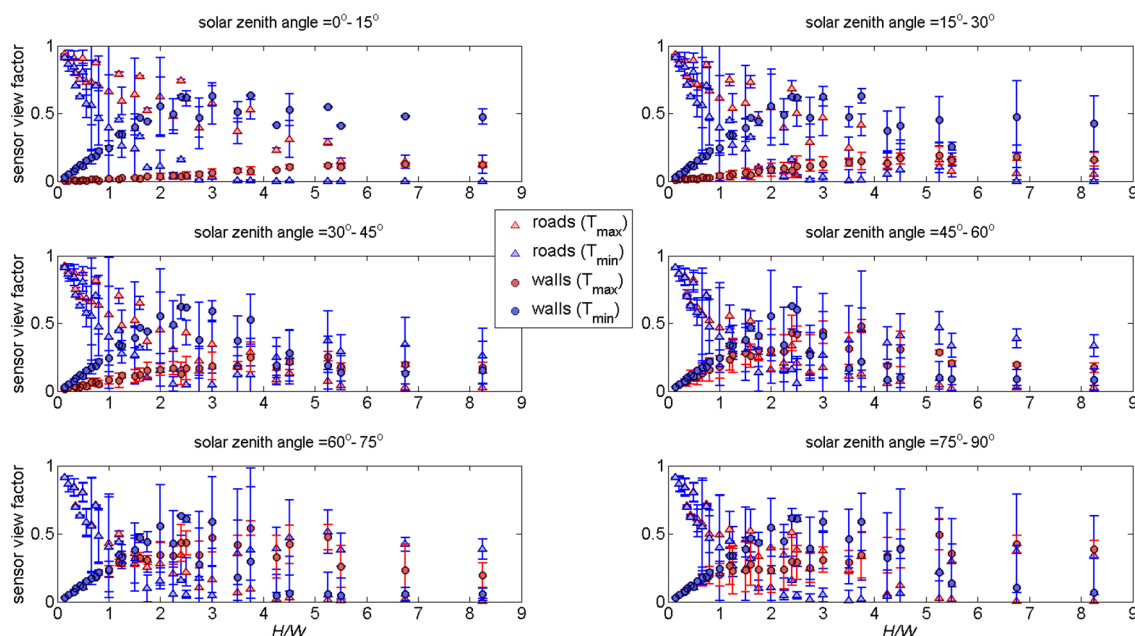 solar zenith angle =0°- 15°
solar zenith angle =15°- 30°
sensor view factor
1
0.5
0
0 1 2 3 4 5 6 7 8 9
1
0.5
0
0 1 2 3 4 5 6 7 8 9
roads (Tmax)
roads (Tmin)
walls (Tmax)
walls (Tmin)
solar zenith angle =30°- 45°
solar zenith angle =45°- 60°
sensor view factor
1
0.5
0
0 1 2 3 4 5 6 7 8 9
1
0.5
0
0 1 2 3 4 5 6 7 8 9
solar zenith angle =60°- 75°
solar zenith angle =75°- 90°
sensor view factor
1
0.5
0
0 1 2 3 4 5 6 7 8 9
H/W
1
0.5
0
0 1 2 3 4 5 6 7 8 9
H/W